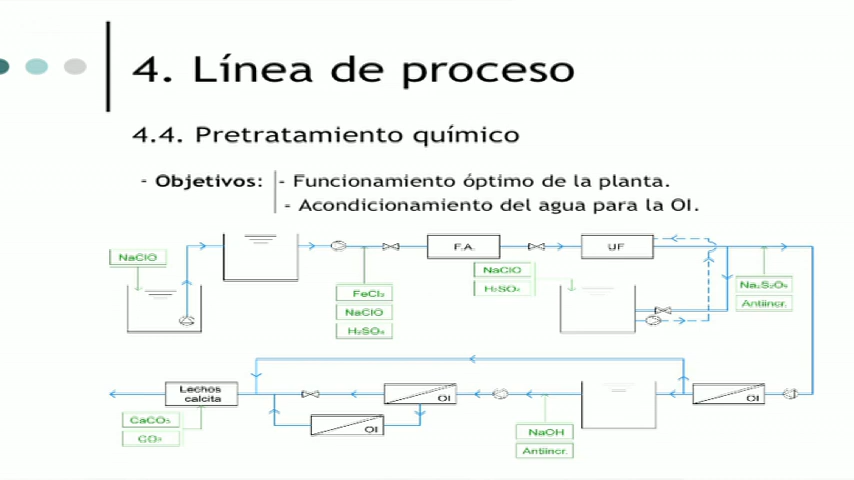 4. Línea de proceso
4.4. Pretratamiento químico
- Objetivos: - Funcionamiento óptimo de la planta.
- Acondicionamiento del agua para la OI.
NaClO
F.A.
UF
NaClO
H₂SO₄
FeCl₃
NaClO
H₂SO₄
Antiincr.
Lechos
calcita
OI
OI
OI
CaCO₃
CO₂
NaOH
Antiincr.